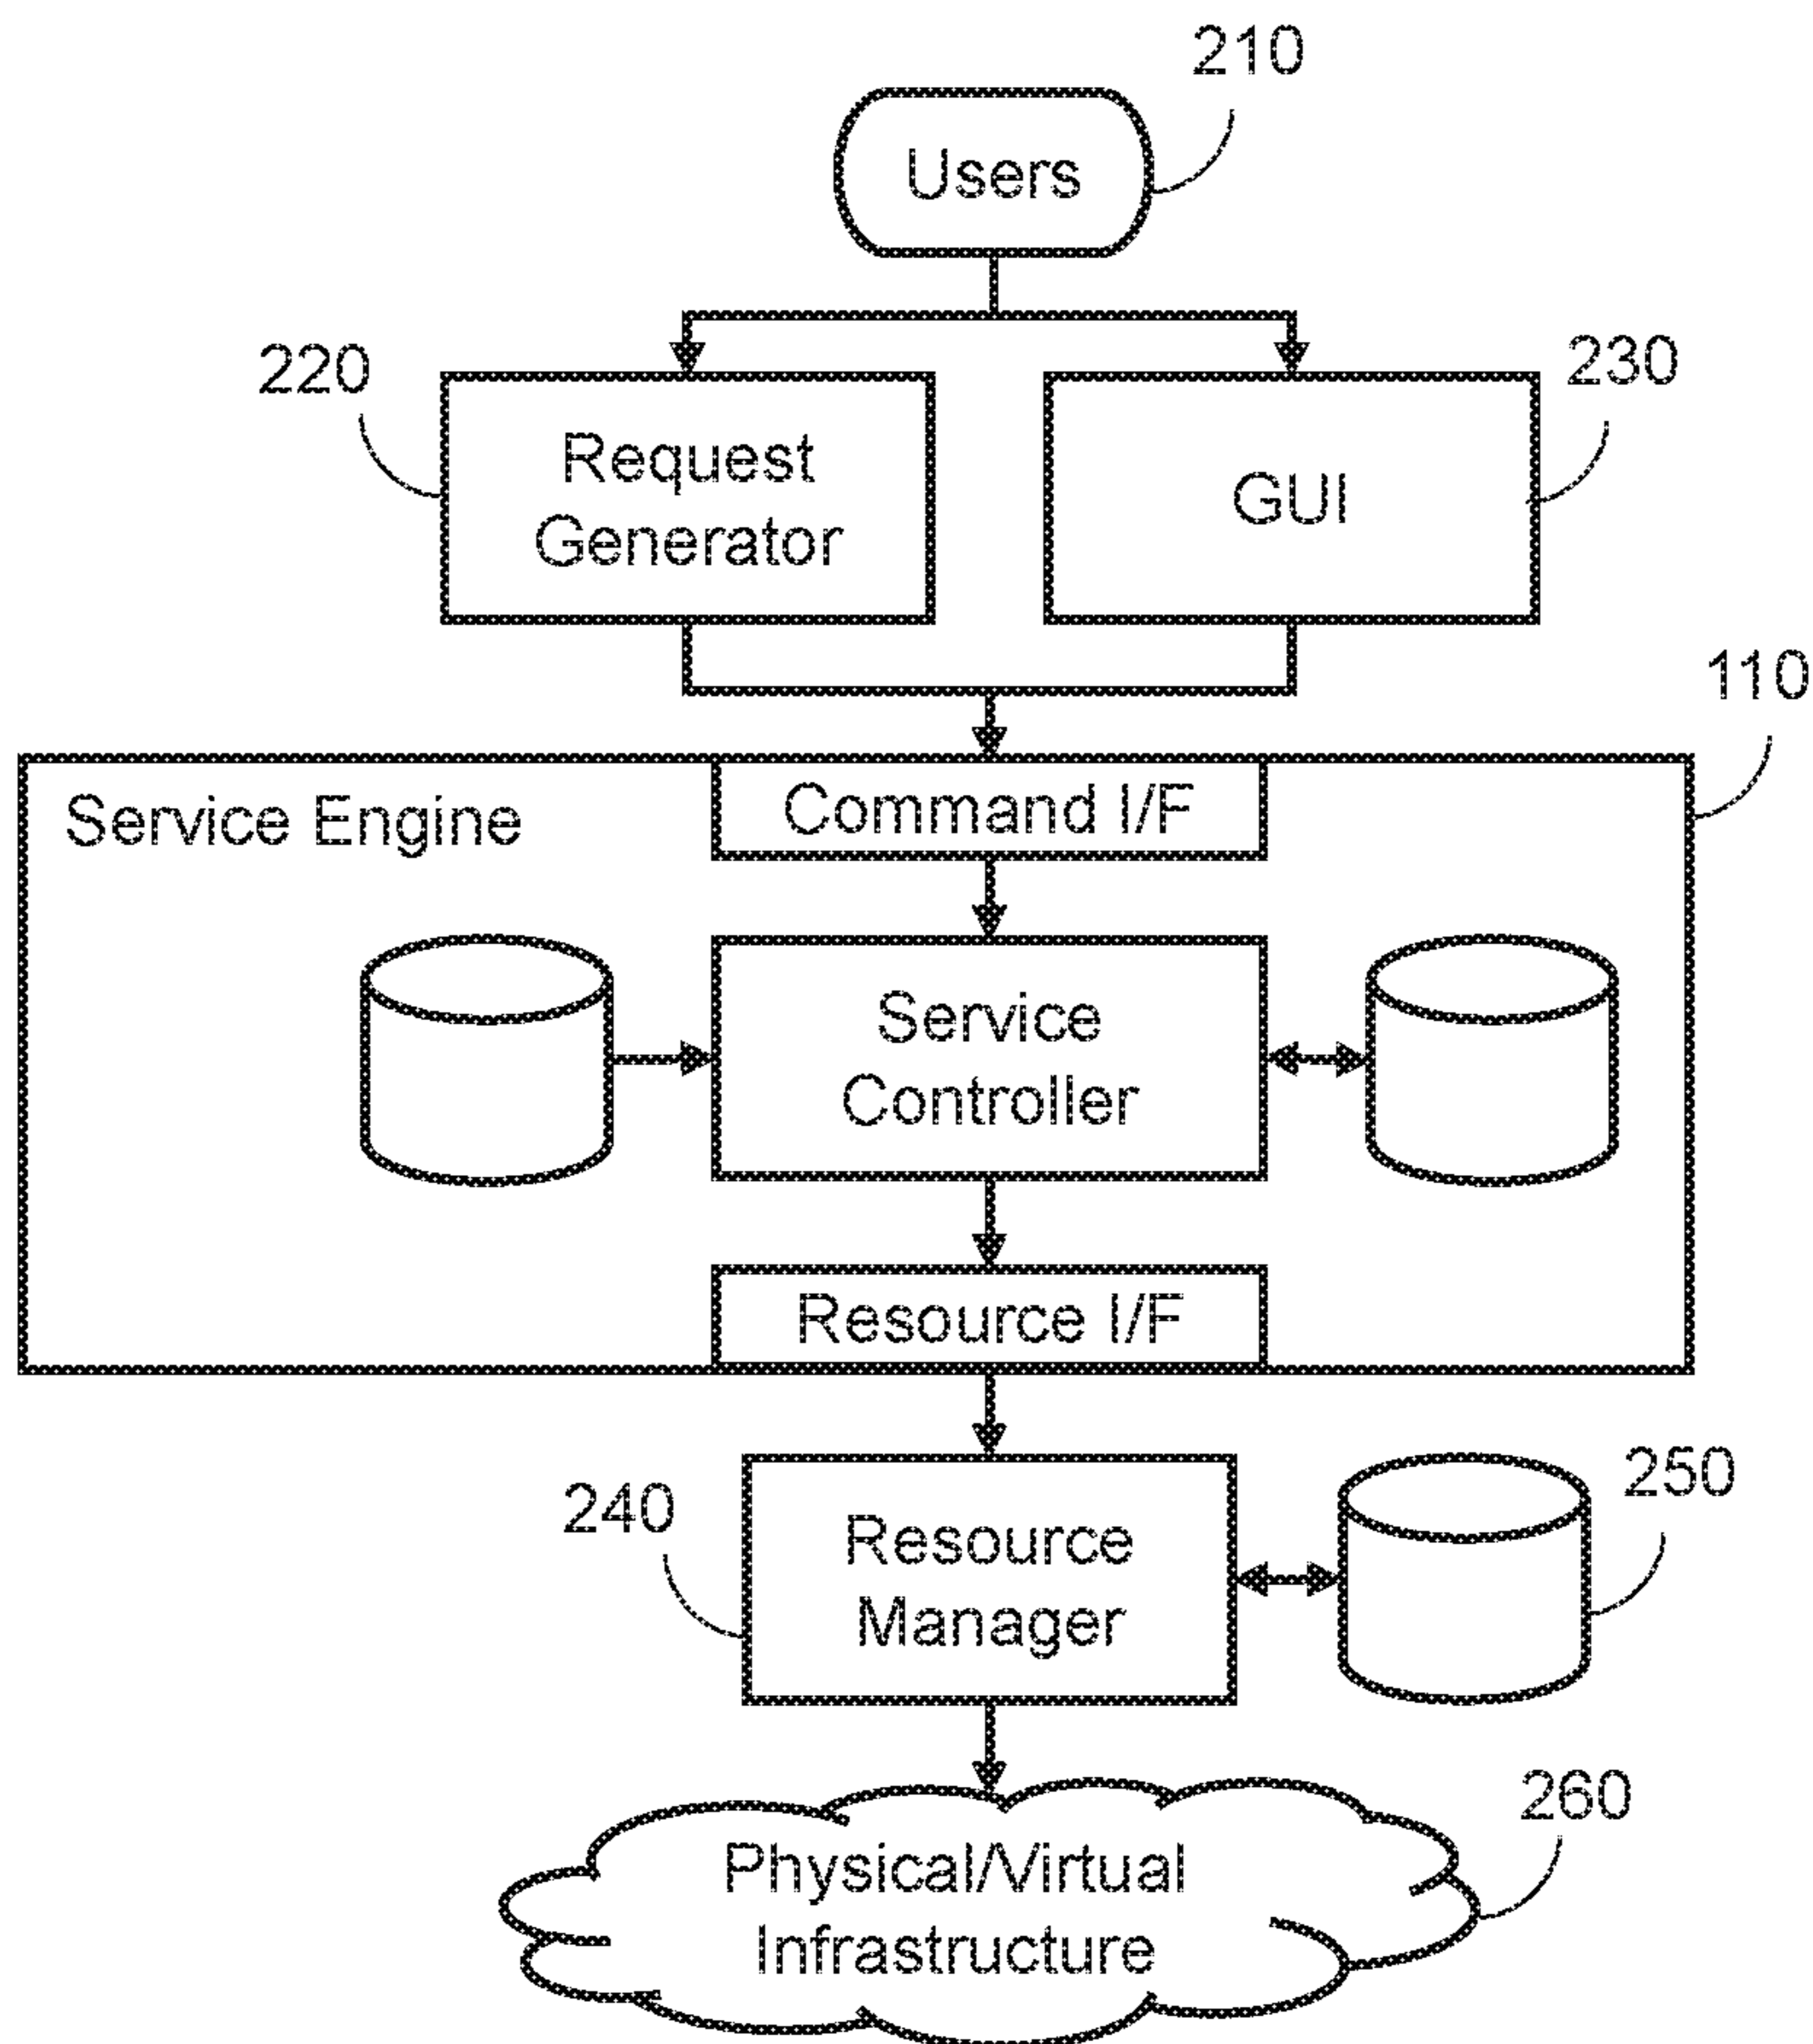 210
Users
220
230
Request
Generator
GUI
110
Service Engine
Command I/F
Service
Controller
Resource I/F
240
250
Resource
Manager
260
Physical/Virtual
Infrastructure